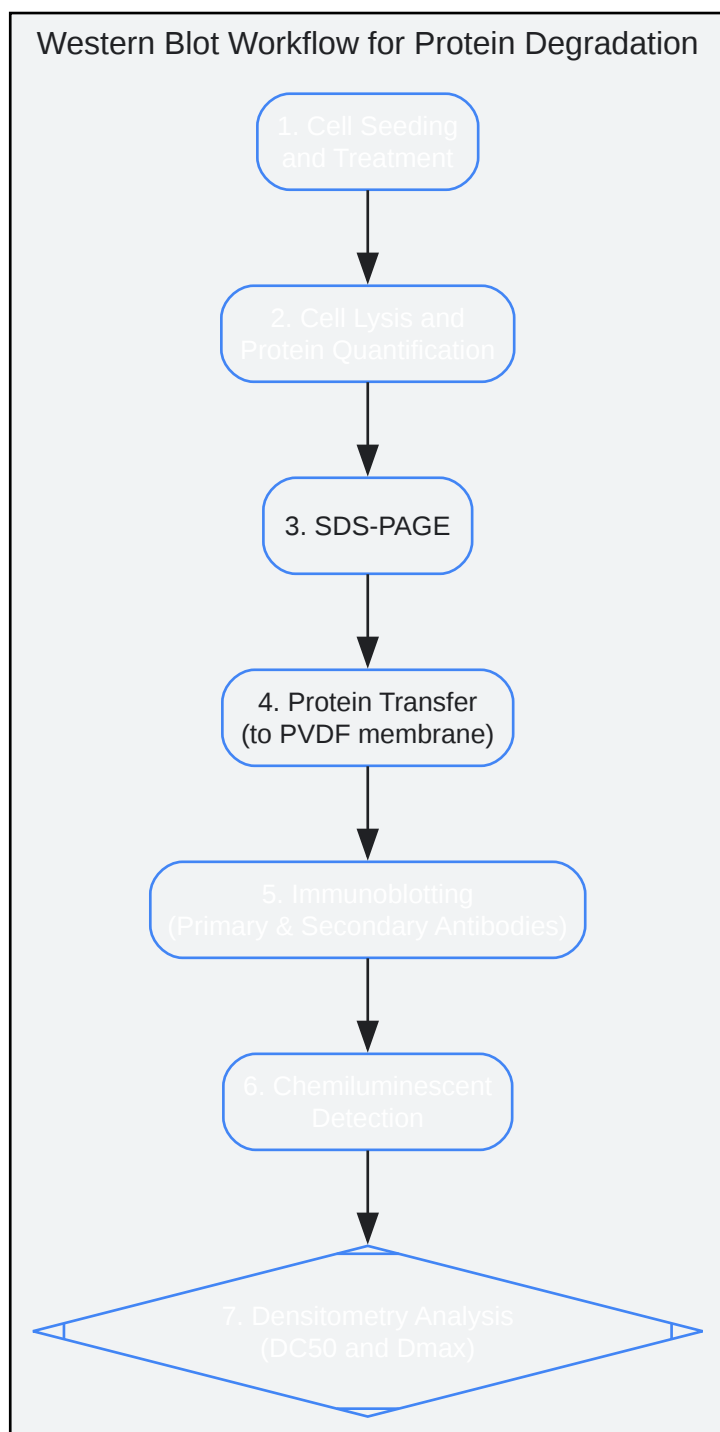 Western Blot Workflow for Protein Degradation
1. Cell Seeding
and Treatment
2. Cell Lysis and
Protein Quantification
3. SDS-PAGE
4. Protein Transfer
(to PVDF membrane)
5. Immunoblotting
(Primary & Secondary Antibodies)
6. Chemiluminescent
Detection
7. Densitometry Analysis
(DC50 and Dmax)